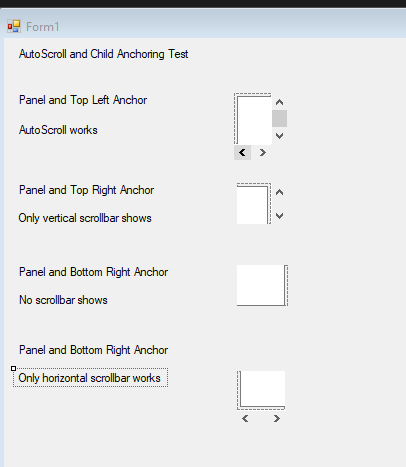 Form1
AutoScroll and Child Anchoring Test
Panel and Top Left Anchor
AutoScroll works
Panel and Top Right Anchor
Only vertical scrollbar shows
Panel and Bottom Right Anchor
No scrollbar shows
Panel and Bottom Right Anchor
Only horizontal scrollbar works